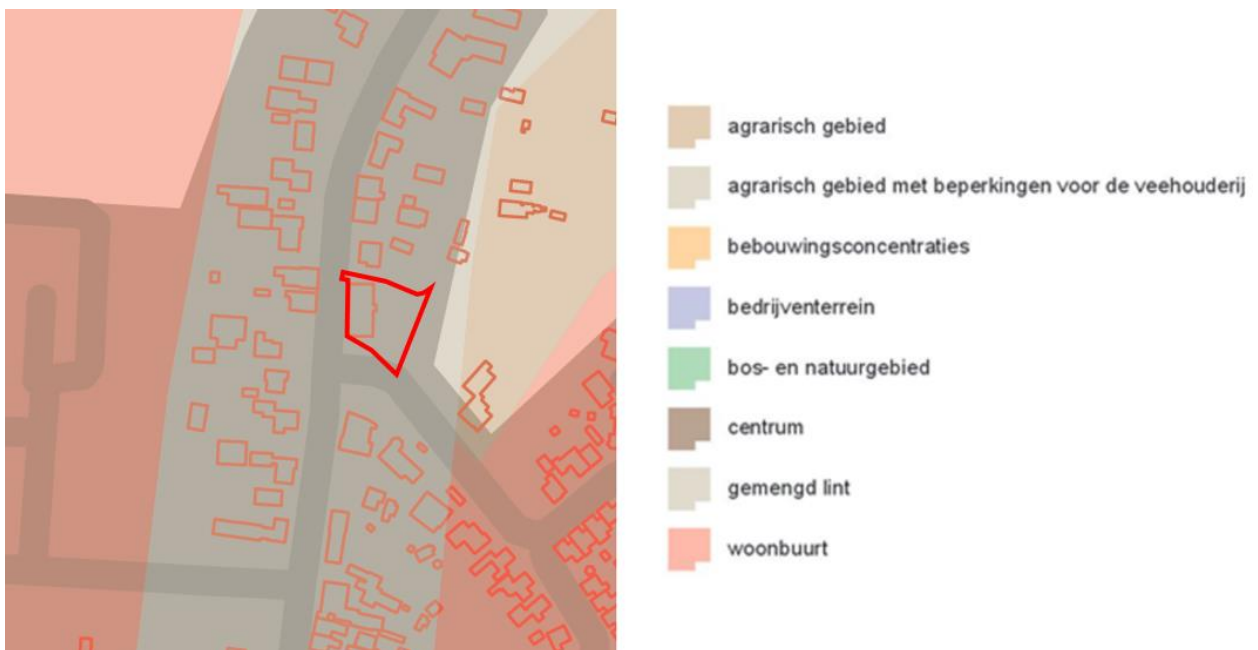 agrarisch gebied
agrarisch gebied met beperkingen voor de veehouderij
bebouwingsconcentraties
bedrijventerrein
bos- en natuurgebied
centrum
gemengd lint
woonbuurt